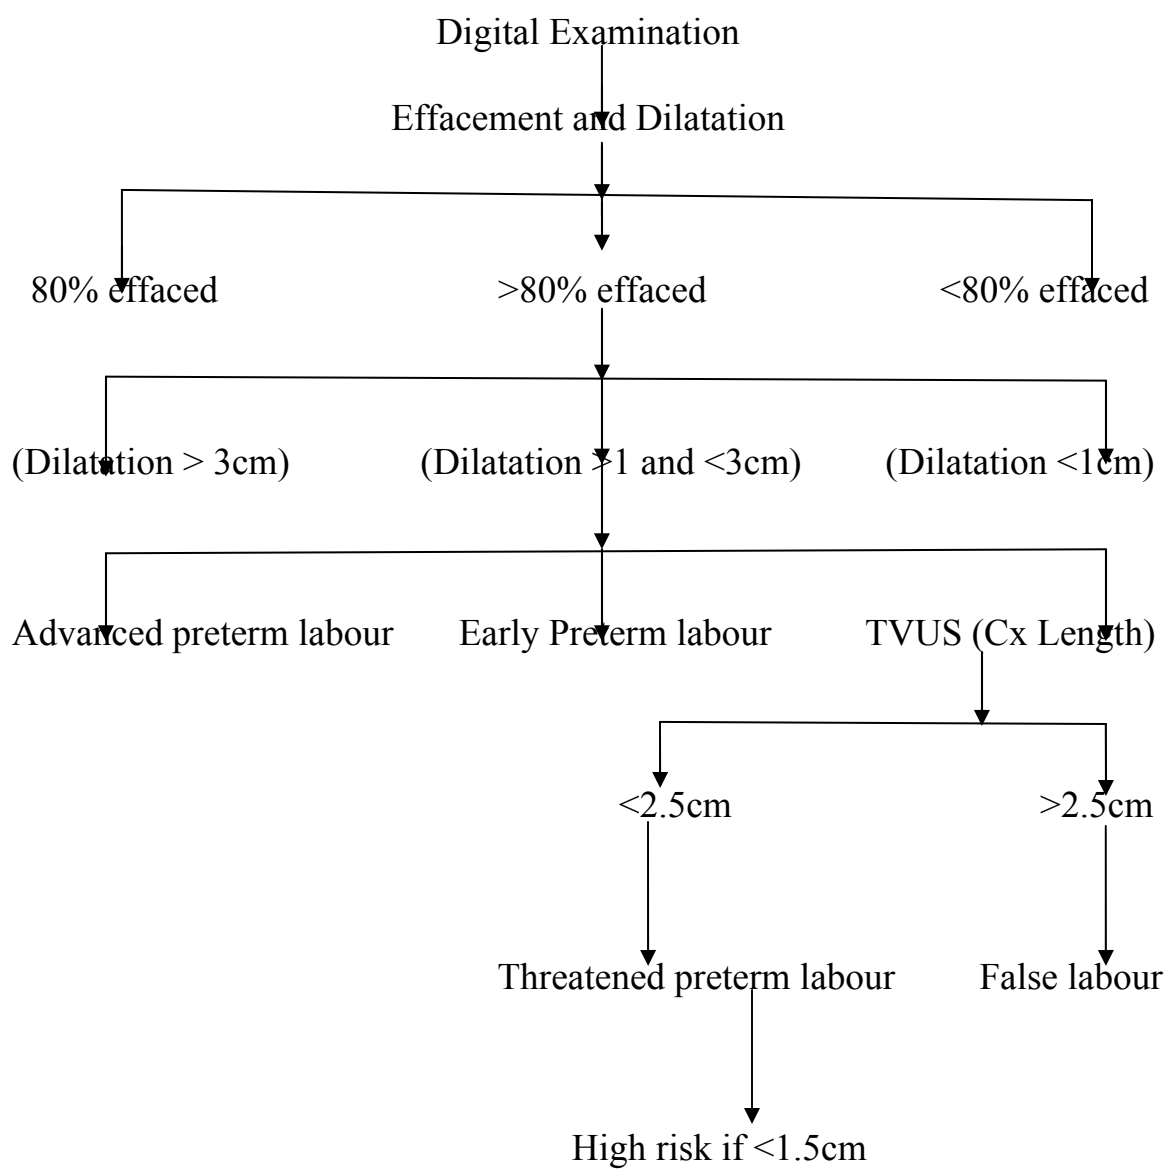 Digital Examination
Effacement and Dilatation
80% effaced >80% effaced <80% effaced
(Dilatation > 3cm) (Dilatation >1 and <3cm) (Dilatation <1cm)
Advanced preterm labour Early Preterm labour TVUS (Cx Length)
<2.5cm >2.5cm
Threatened preterm labour False labour
High risk if <1.5cm